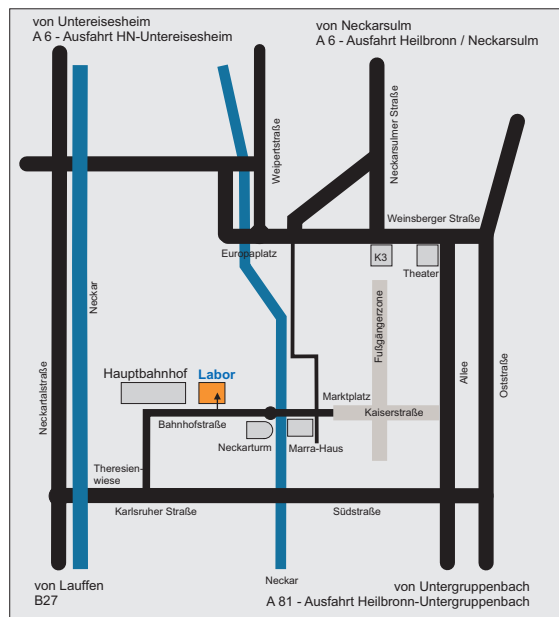 von Untereisesheim
A 6 - Ausfahrt HN-Untereisesheim
von Neckarsulm
A 6 - Ausfahrt Heilbronn / Neckarsulm
Weipertstraße
Neckarsulmer Straße
Weinsberger Straße
Europaplatz
K3
Theater
Neckar
Fußgängerzone
Neckartalstraße
Allee
Oststraße
Hauptbahnhof
Labor
Marktplatz
Kaiserstraße
Bahnhofstraße
Neckarturm
Marra-Haus
Theresien-
wiese
Karlsruher Straße
Südstraße
Neckar
von Lauffen
B27
von Untergruppenbach
A 81 - Ausfahrt Heilbronn-Untergruppenbach